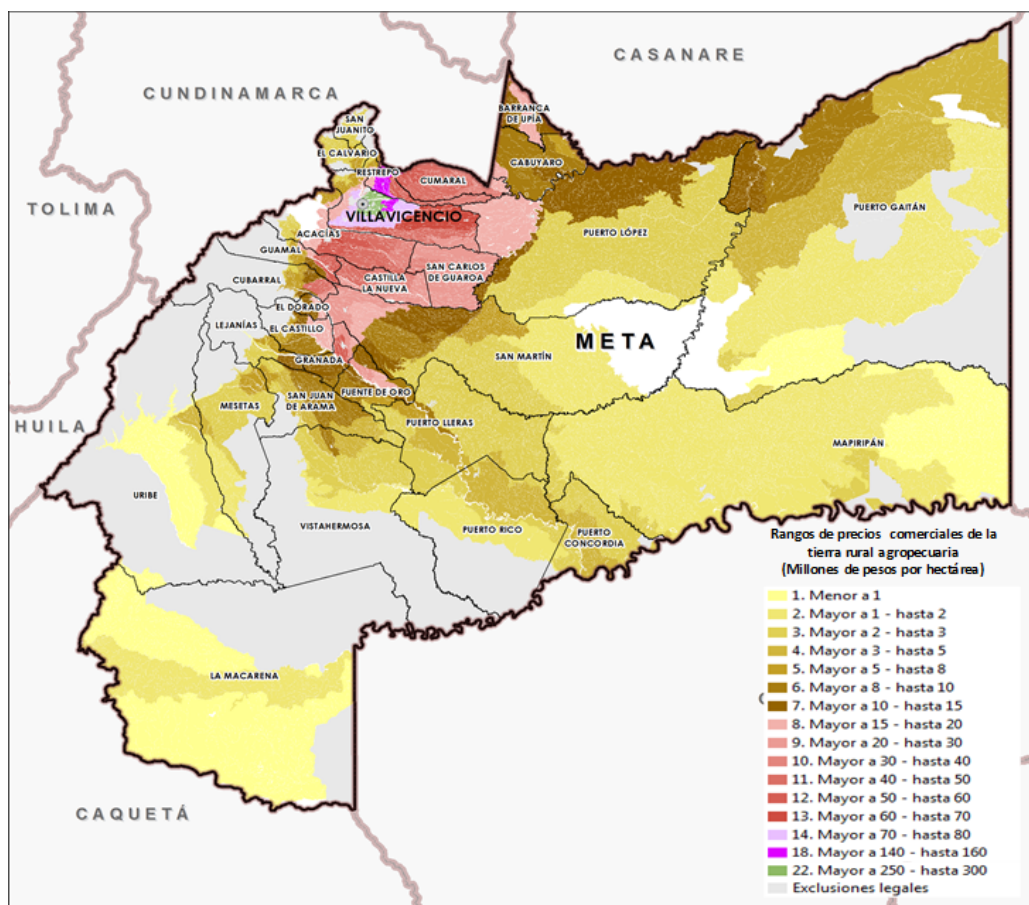 CASANARE
CUNDINAMARCA
BARRANCA
DE UPÍA
SAN
JUANITO
EL CALVARIO
CABUYARO
RESTREPO
CUMARAL
TOLIMA
VILLAVICENCIO
PUERTO GAITÁN
ACACÍAS
PUERTO LÓPEZ
GUAMAL
SAN CARLOS
DE GUAROA
CUBARRAL
CASTILLA
LA NUEVA
EL DORADO
LEJANÍAS
EL CASTILLO
META
SAN MARTÍN
GRANADA
FUENTE DE ORO
SAN JUAN
DE ARAMA
MESETAS
HUILA
PUERTO LLERAS
MAPIRIPÁN
URIBE
VISTAHERMOSA
PUERTO RICO
PUERTO
CONCORDIA
Rangos de precios comerciales de la
tierra rural agropecuaria
(Millones de pesos por hectárea)
1. Menor a 1
2. Mayor a 1 - hasta 2
3. Mayor a 2 - hasta 3
4. Mayor a 3 - hasta 5
5. Mayor a 5 - hasta 8
6. Mayor a 8 - hasta 10
7. Mayor a 10 - hasta 15
8. Mayor a 15 - hasta 20
9. Mayor a 20 - hasta 30
10. Mayor a 30 - hasta 40
11. Mayor a 40 - hasta 50
12. Mayor a 50 - hasta 60
13. Mayor a 60 - hasta 70
14. Mayor a 70 - hasta 80
18. Mayor a 140 - hasta 160
22. Mayor a 250 - hasta 300
Exclusiones legales
LA MACARENA
CAQUETÁ